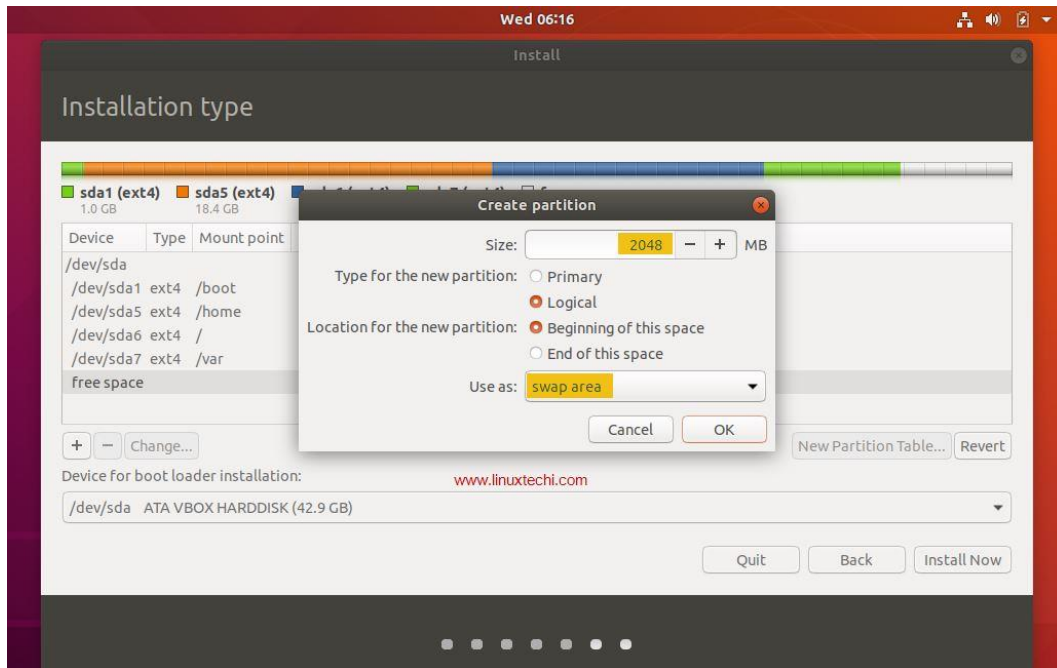 Wed 06:16
Install
Installation type
sda1 (ext4) sda5 (ext4)
1.0 GB 18.4 GB
Create partition
Size: 2048 − + MB
Type for the new partition: Primary
Logical
Location for the new partition: Beginning of this space
End of this space
Use as: swap area
Cancel OK
Device Type Mount point
/dev/sda
/dev/sda1 ext4 /boot
/dev/sda5 ext4 /home
/dev/sda6 ext4 /
/dev/sda7 ext4 /var
free space
+ − Change... New Partition Table... Revert
Device for boot loader installation:
www.linuxtechi.com
/dev/sda ATA VBOX HARDDISK (42.9 GB)
Quit Back Install Now